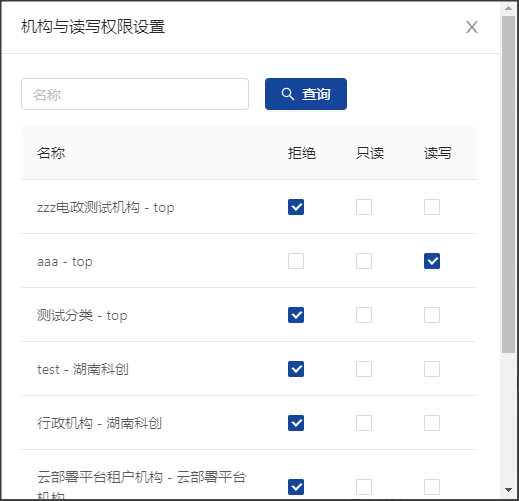 机构与读写权限设置
名称
查询
名称 拒绝 只读 读写
zzz电政测试机构 - top
aaa - top
测试分类 - top
test - 湖南科创
行政机构 - 湖南科创
云部署平台租户机构 - 云部署平台
机构